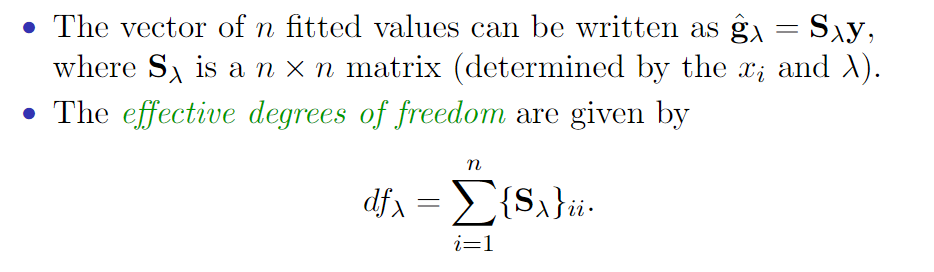 • The vector of n fitted values can be written as ĝ_λ = S_λy,
where S_λ is a n × n matrix (determined by the x_i and λ).
• The effective degrees of freedom are given by
n
df_λ = ∑{S_λ}_ii.
i=1